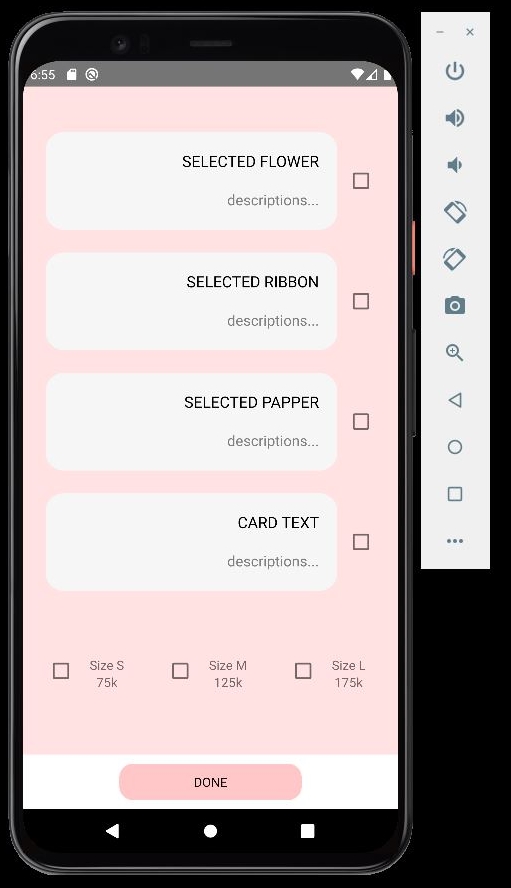 6:55
SELECTED FLOWER
descriptions...
SELECTED RIBBON
descriptions...
SELECTED PAPPER
descriptions...
CARD TEXT
descriptions...
Size S
75k
Size M
125k
Size L
175k
DONE